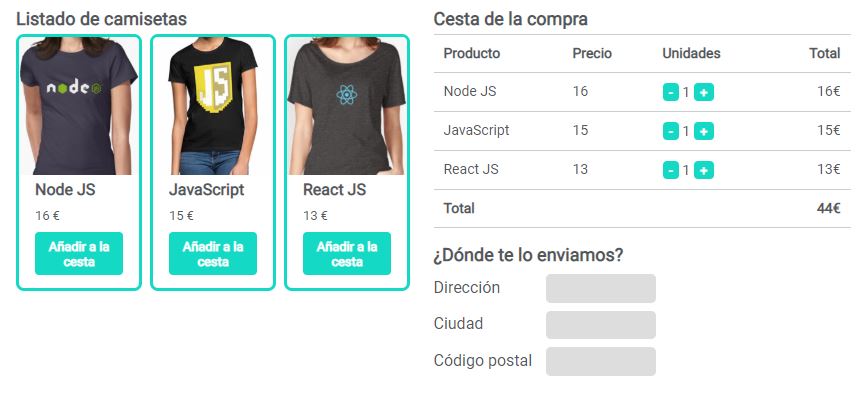 Listado de camisetas
node JS
JS
Node JS
16 €
Añadir a la
cesta
JavaScript
15 €
Añadir a la
cesta
React JS
13 €
Añadir a la
cesta
Cesta de la compra
Producto Precio Unidades Total
Node JS 16 - 1 + 16€
JavaScript 15 - 1 + 15€
React JS 13 - 1 + 13€
Total 44€
¿Dónde te lo enviamos?
Dirección
Ciudad
Código postal